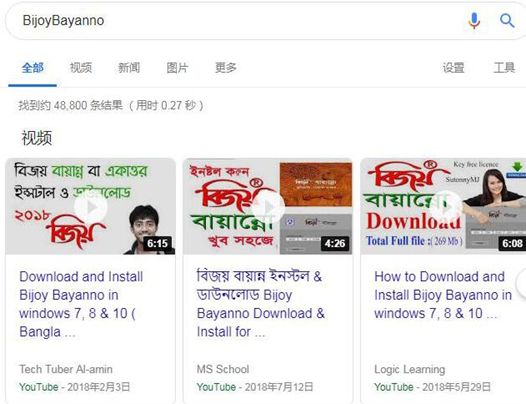 BijoyBayanno
全部 视频 新闻 图片 更多 设置 工具
找到约 48,800 条结果 （用时 0.27 秒）
视频
বিজয় বায়ান্ন বা একাত্তর
ইন্সটল ও ডাউনলোড
২০১৮
বিজয়
6:15
ইনষ্টল করুন
বিজয়®
বায়ান্নো
খুব সহজে
4:26
বিজয়®
বায়ান্নো
Key free licence
SutonnyMJ
Download
Total Full file :( 269 Mb )
6:08
Download and Install
Bijoy Bayanno in
windows 7, 8 & 10 (
Bangla ...
Tech Tuber Al-amin
YouTube - 2018年2月3日
বিজয় বায়ান্ন ইনস্টল &
ডাউনলোড Bijoy
Bayanno Download &
Install for ...
MS School
YouTube - 2018年7月12日
How to Download and
Install Bijoy Bayanno in
windows 7, 8 & 10 ...
Logic Learning
YouTube - 2018年5月29日